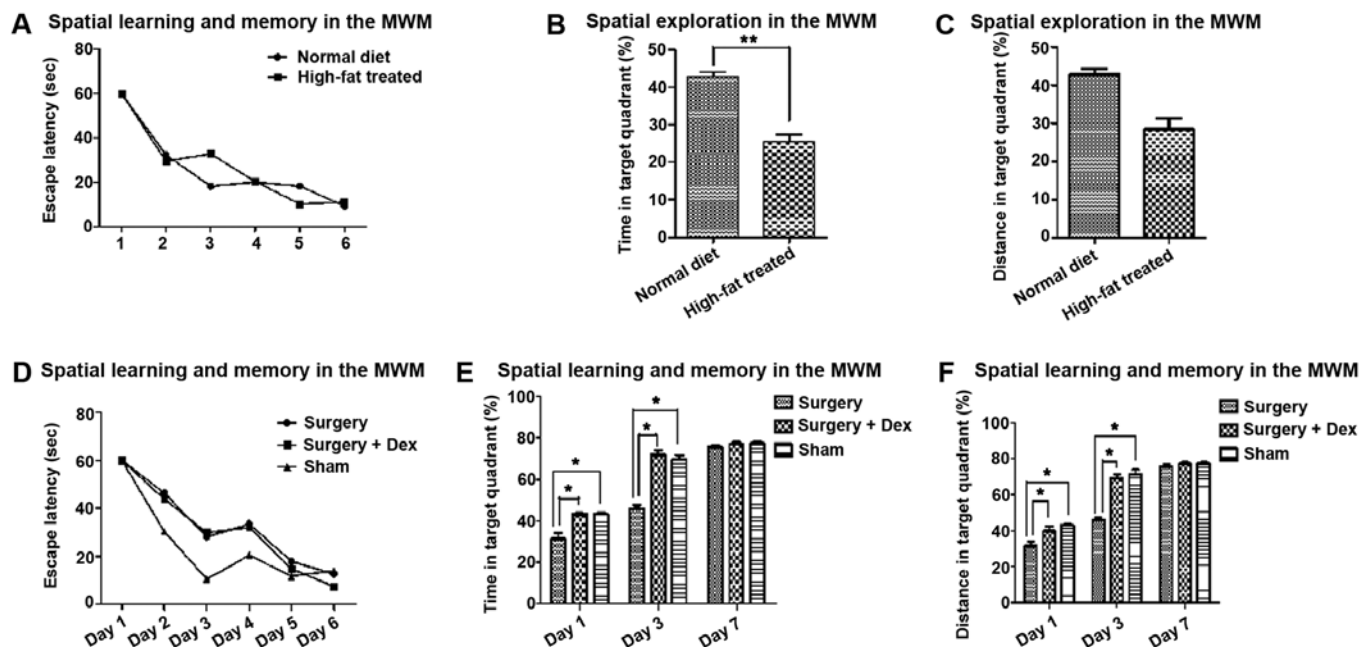 A Spatial learning and memory in the MWM
Escape latency (sec)
80
60
40
20
0
Normal diet
High-fat treated
1 2 3 4 5 6
B Spatial exploration in the MWM
Time in target quadrant (%)
50
40
30
20
10
0
**
Normal diet
High-fat treated
C Spatial exploration in the MWM
Distance in target quadrant (%)
50
40
30
20
10
0
Normal diet
High-fat treated
D Spatial learning and memory in the MWM
Escape latency (sec)
80
60
40
20
0
Surgery
Surgery + Dex
Sham
Day 1 Day 2 Day 3 Day 4 Day 5 Day 6
E Spatial learning and memory in the MWM
Time in target quadrant (%)
100
80
60
40
20
0
*
*
*
*
Surgery
Surgery + Dex
Sham
Day 1 Day 3 Day 7
F Spatial learning and memory in the MWM
Distance in target quadrant (%)
100
80
60
40
20
0
*
*
*
*
Surgery
Surgery + Dex
Sham
Day 1 Day 3 Day 7